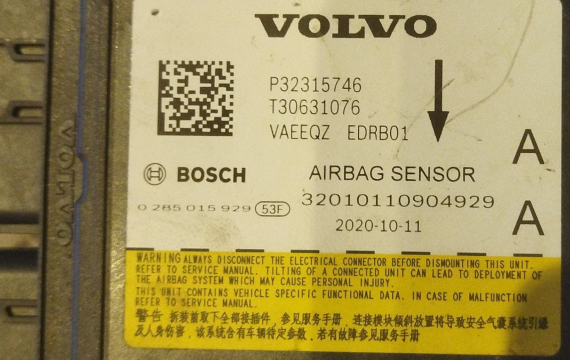 VOLVO
P32315746
T30631076
VAEEQZ EDRB01
A
BOSCH
AIRBAG SENSOR
0 285 015 929 53F
32010110904929
A
2020-10-11
WARNING ALWAYS DISCONNECT THE ELECTRICAL CONNECTOR BEFORE DISMOUNTING THIS UNIT.
REFER TO SERVICE MANUAL. TILTING OF A CONNECTED UNIT CAN LEAD TO DEPLOYMENT OF
THE AIRBAG SYSTEM WHICH MAY CAUSE PERSONAL INJURY.
THIS UNIT CONTAINS VEHICLE SPECIFIC FUNCTIONAL DATA. IN CASE OF MALFUNCTION
REFER TO SERVICE MANUAL.
警告 拆装首取下全部接插件，参见服务手册，连接模块倾斜放置将导致安全气囊系统引爆
及人身伤害，该系统含有车辆待定参数，若有故障参见服务手册
VOLVO